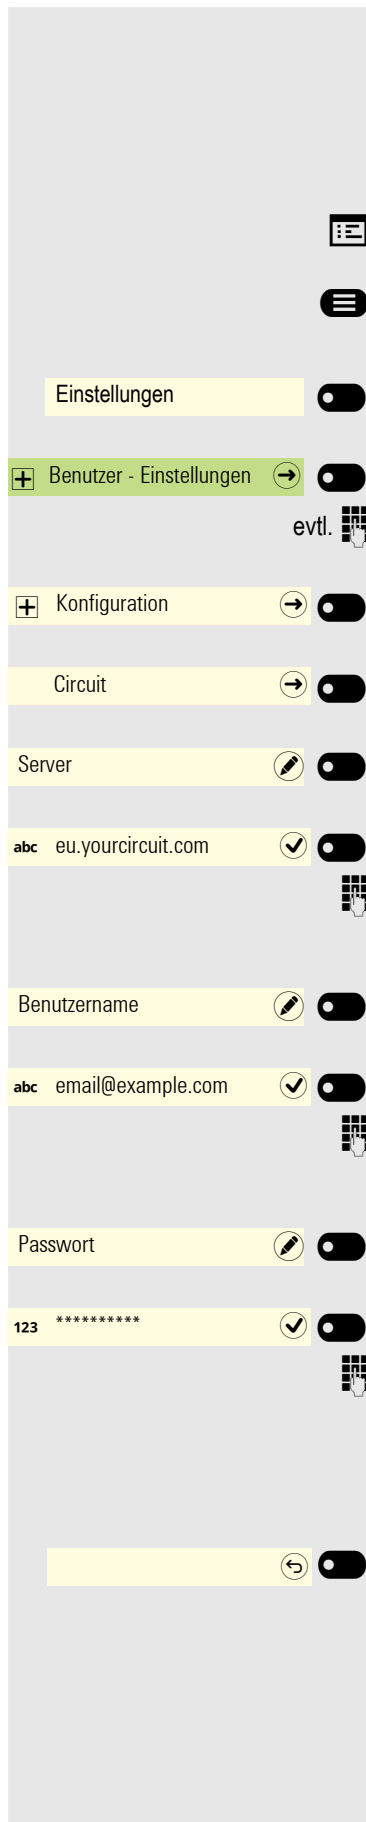 Einstellungen
Benutzer - Einstellungen
evtl.
Konfiguration
Circuit
Server
abc eu.yourcircuit.com
Benutzername
abc email@example.com
Passwort
123 **********